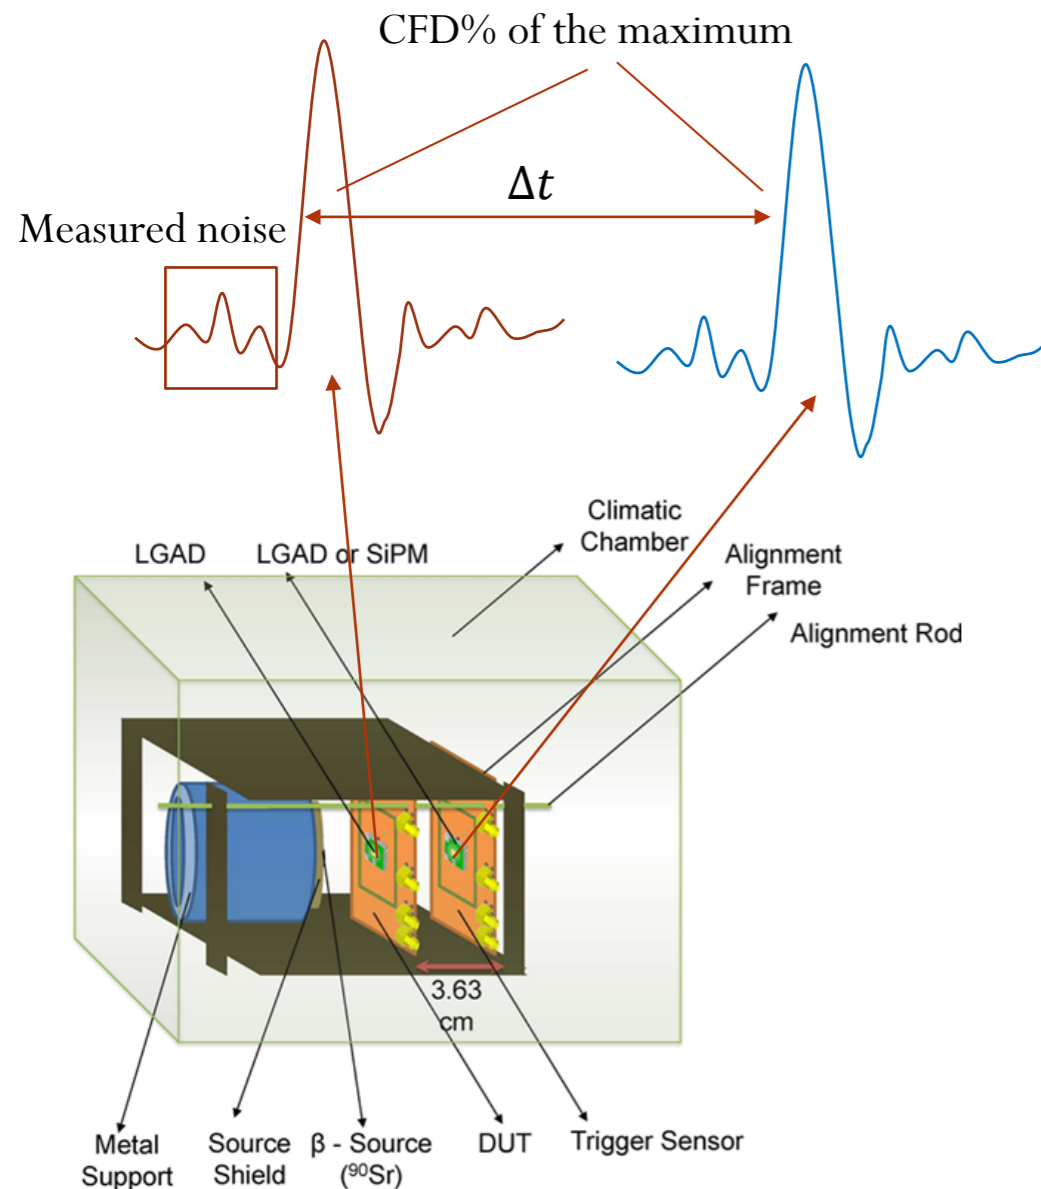 CFD% of the maximum
Δt
Measured noise
Climatic
Chamber
LGAD
LGAD or SiPM
Alignment
Frame
Alignment Rod
3.63
cm
Metal
Support
Source
Shield
β - Source
(⁹⁰Sr)
DUT
Trigger Sensor